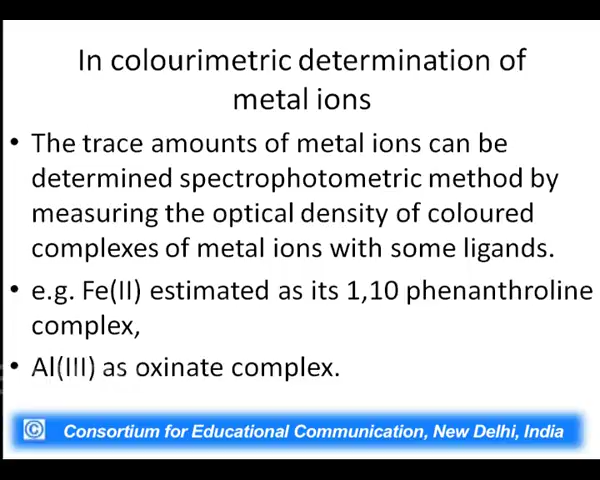 In colourimetric determination of
metal ions
• The trace amounts of metal ions can be
determined spectrophotometric method by
measuring the optical density of coloured
complexes of metal ions with some ligands.
• e.g. Fe(II) estimated as its 1,10 phenanthroline
complex,
• Al(III) as oxinate complex.
© Consortium for Educational Communication, New Delhi, India